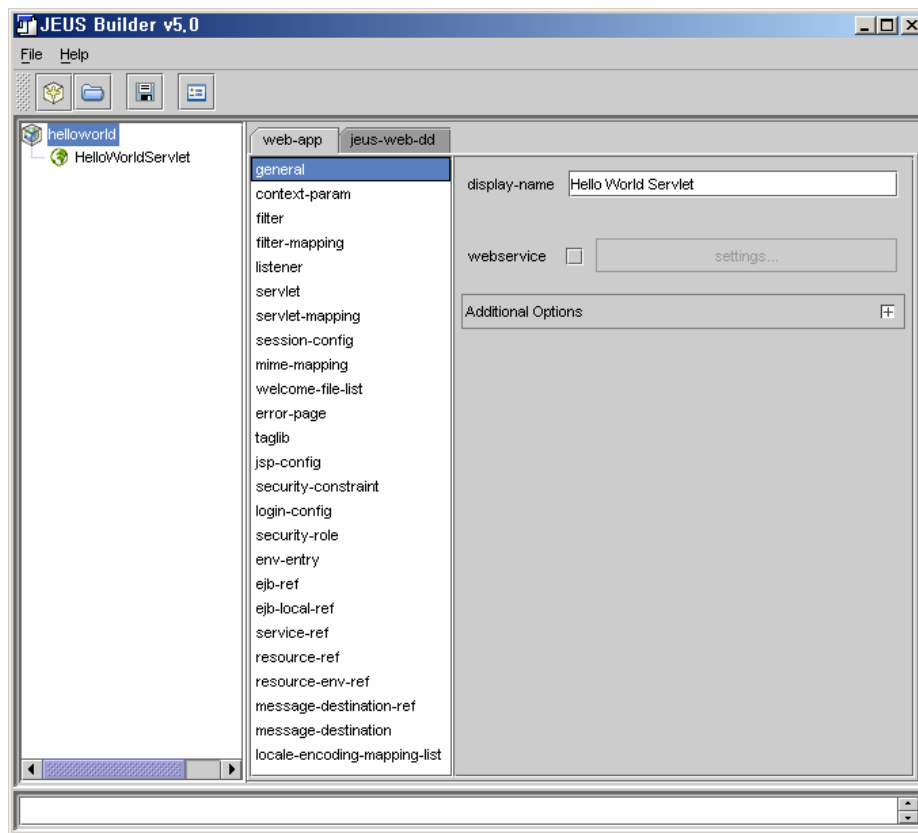 JEUS Builder v5.0
File Help
helloworld
HelloWorldServlet
web-app jeus-web-dd
general
context-param
filter
filter-mapping
listener
servlet
servlet-mapping
session-config
mime-mapping
welcome-file-list
error-page
taglib
jsp-config
security-constraint
login-config
security-role
env-entry
ejb-ref
ejb-local-ref
service-ref
resource-ref
resource-env-ref
message-destination-ref
message-destination
locale-encoding-mapping-list
display-name Hello World Servlet
webservice settings...
Additional Options